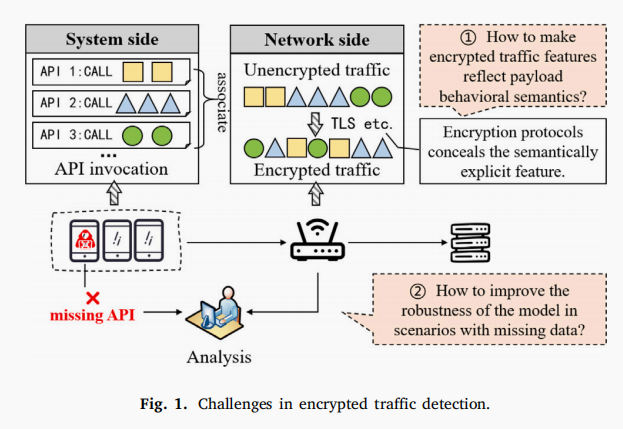 System side
API 1:CALL
API 2:CALL
API 3:CALL
...
API invocation
associate
Network side
Unencrypted traffic
TLS etc.
Encrypted traffic
① How to make
encrypted traffic features
reflect payload
behavioral semantics?
Encryption protocols
conceals the semantically
explicit feature.
missing API
Analysis
② How to improve the
robustness of the model in
scenarios with missing data?
Fig. 1. Challenges in encrypted traffic detection.